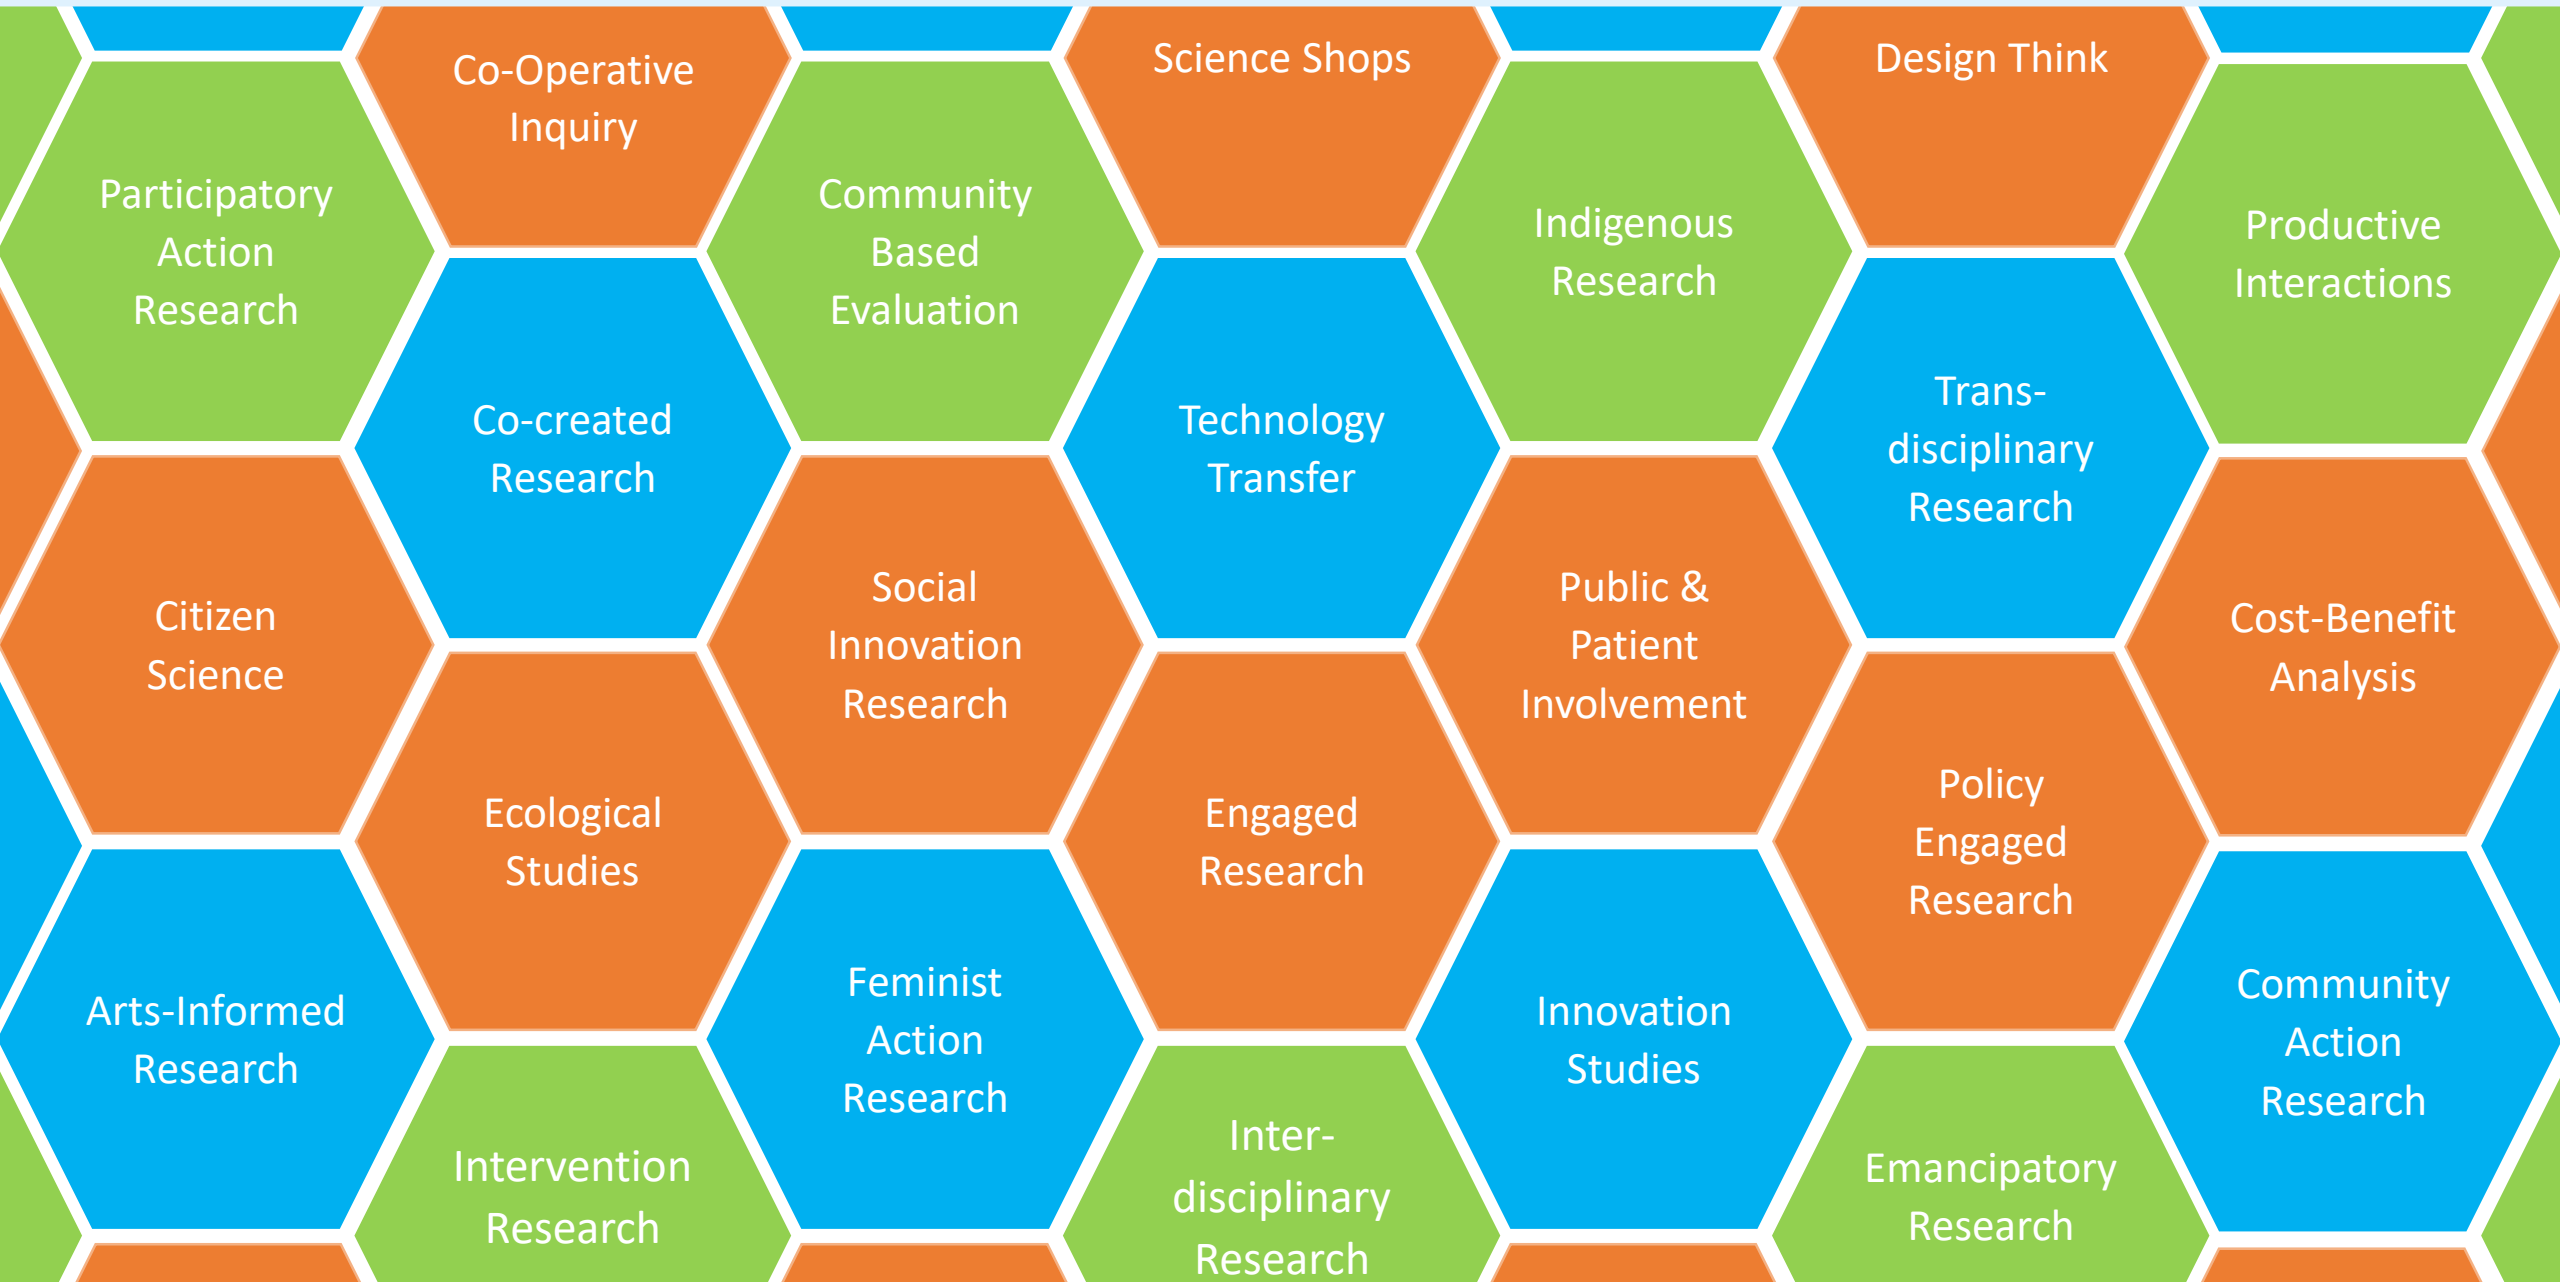 Co-Operative
Inquiry
Science Shops
Design Think
Participatory
Action
Research
Community
Based
Evaluation
Indigenous
Research
Productive
Interactions
Co-created
Research
Technology
Transfer
Trans-
disciplinary
Research
Citizen
Science
Social
Innovation
Research
Public &
Patient
Involvement
Cost-Benefit
Analysis
Ecological
Studies
Engaged
Research
Policy
Engaged
Research
Arts-Informed
Research
Feminist
Action
Research
Innovation
Studies
Community
Action
Research
Intervention
Research
Inter-
disciplinary
Research
Emancipatory
Research